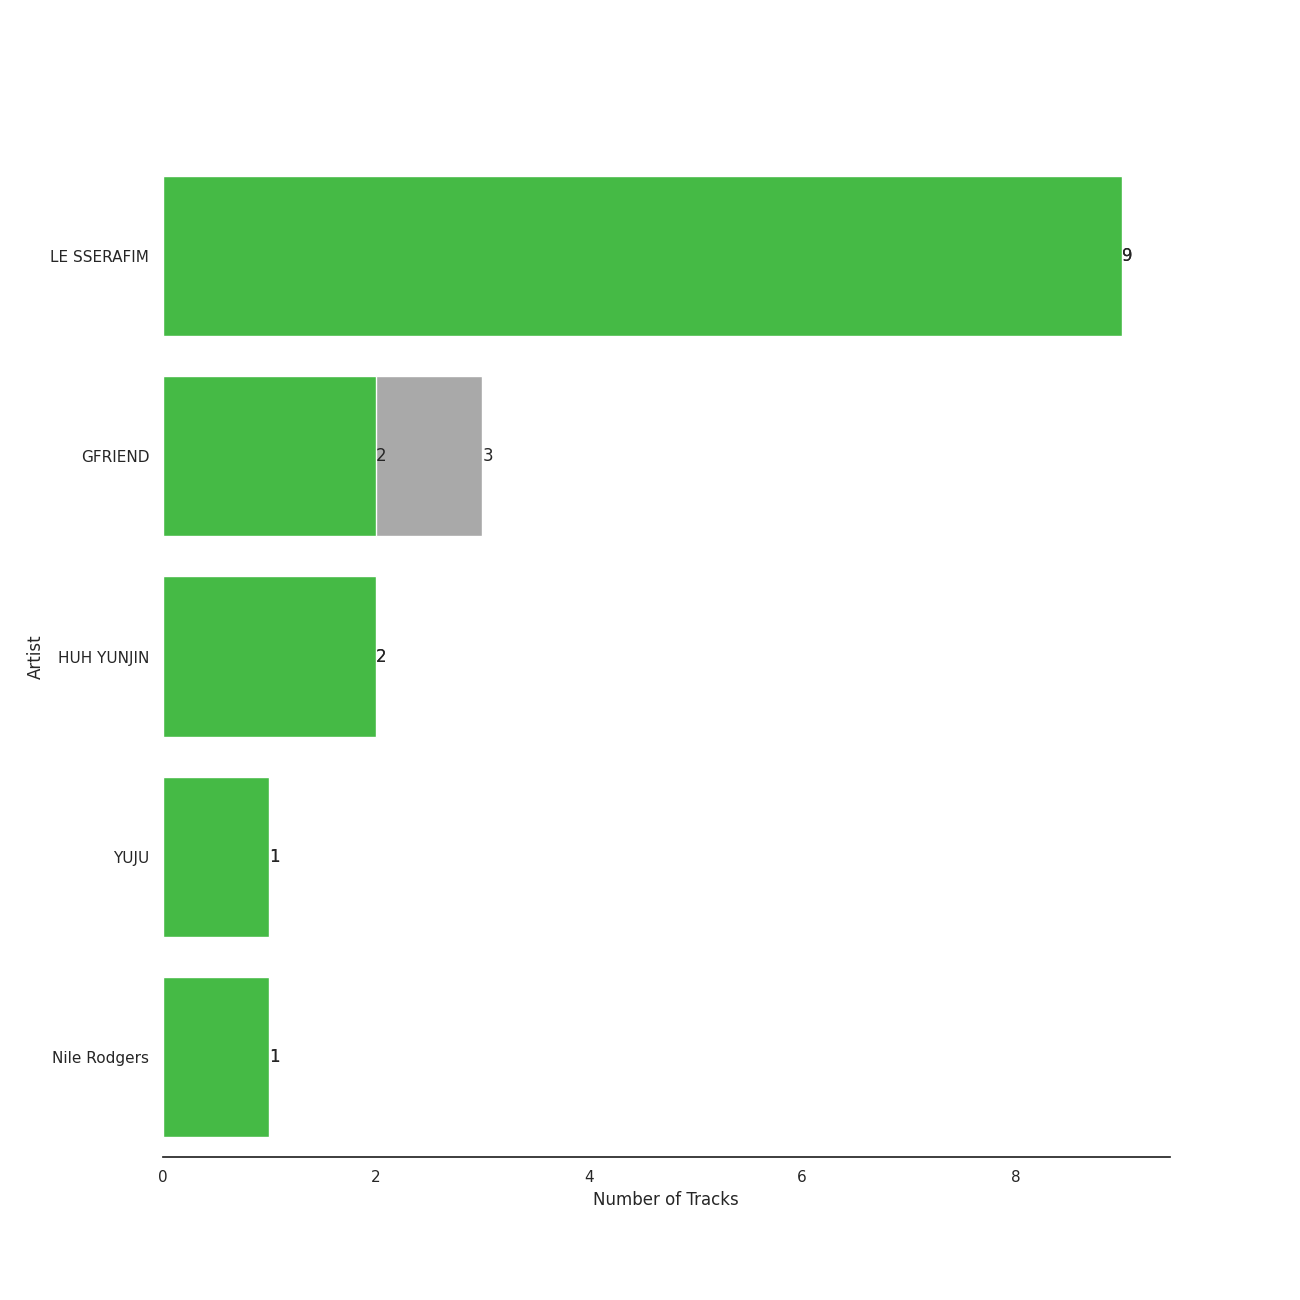 LE SSERAFIM 9
GFRIEND 2 3
HUH YUNJIN 2
YUJU 1
Nile Rodgers 1
Artist
0 2 4 6 8
Number of Tracks